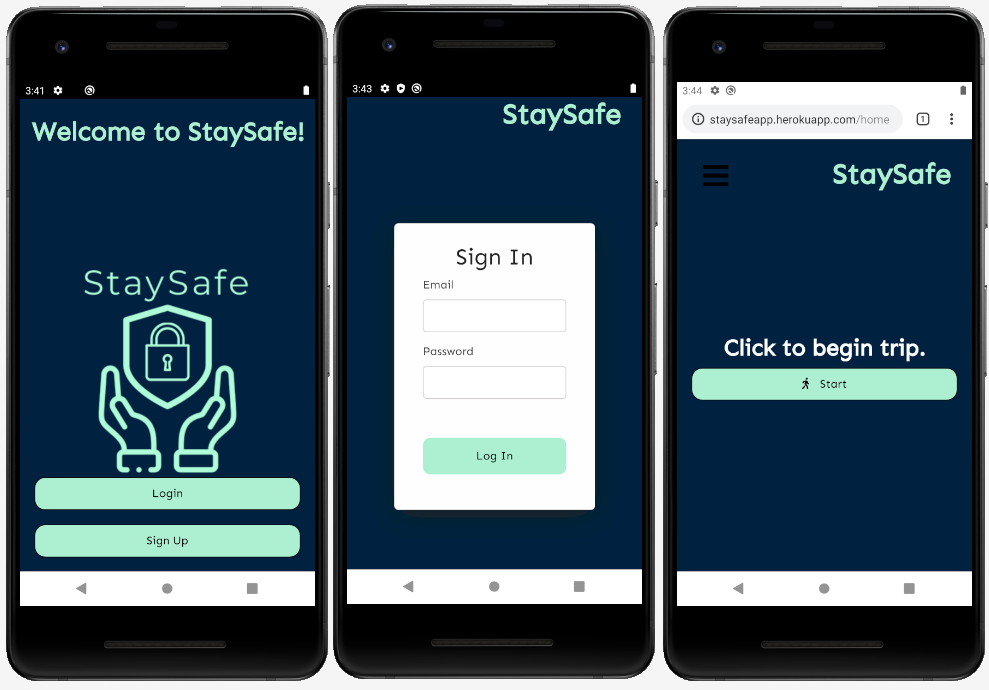 3:41
Welcome to StaySafe!
StaySafe
Login
Sign Up
3:43
StaySafe
Sign In
Email
Password
Log In
3:44
staysafeapp.herokuapp.com/home
1
StaySafe
Click to begin trip.
Start